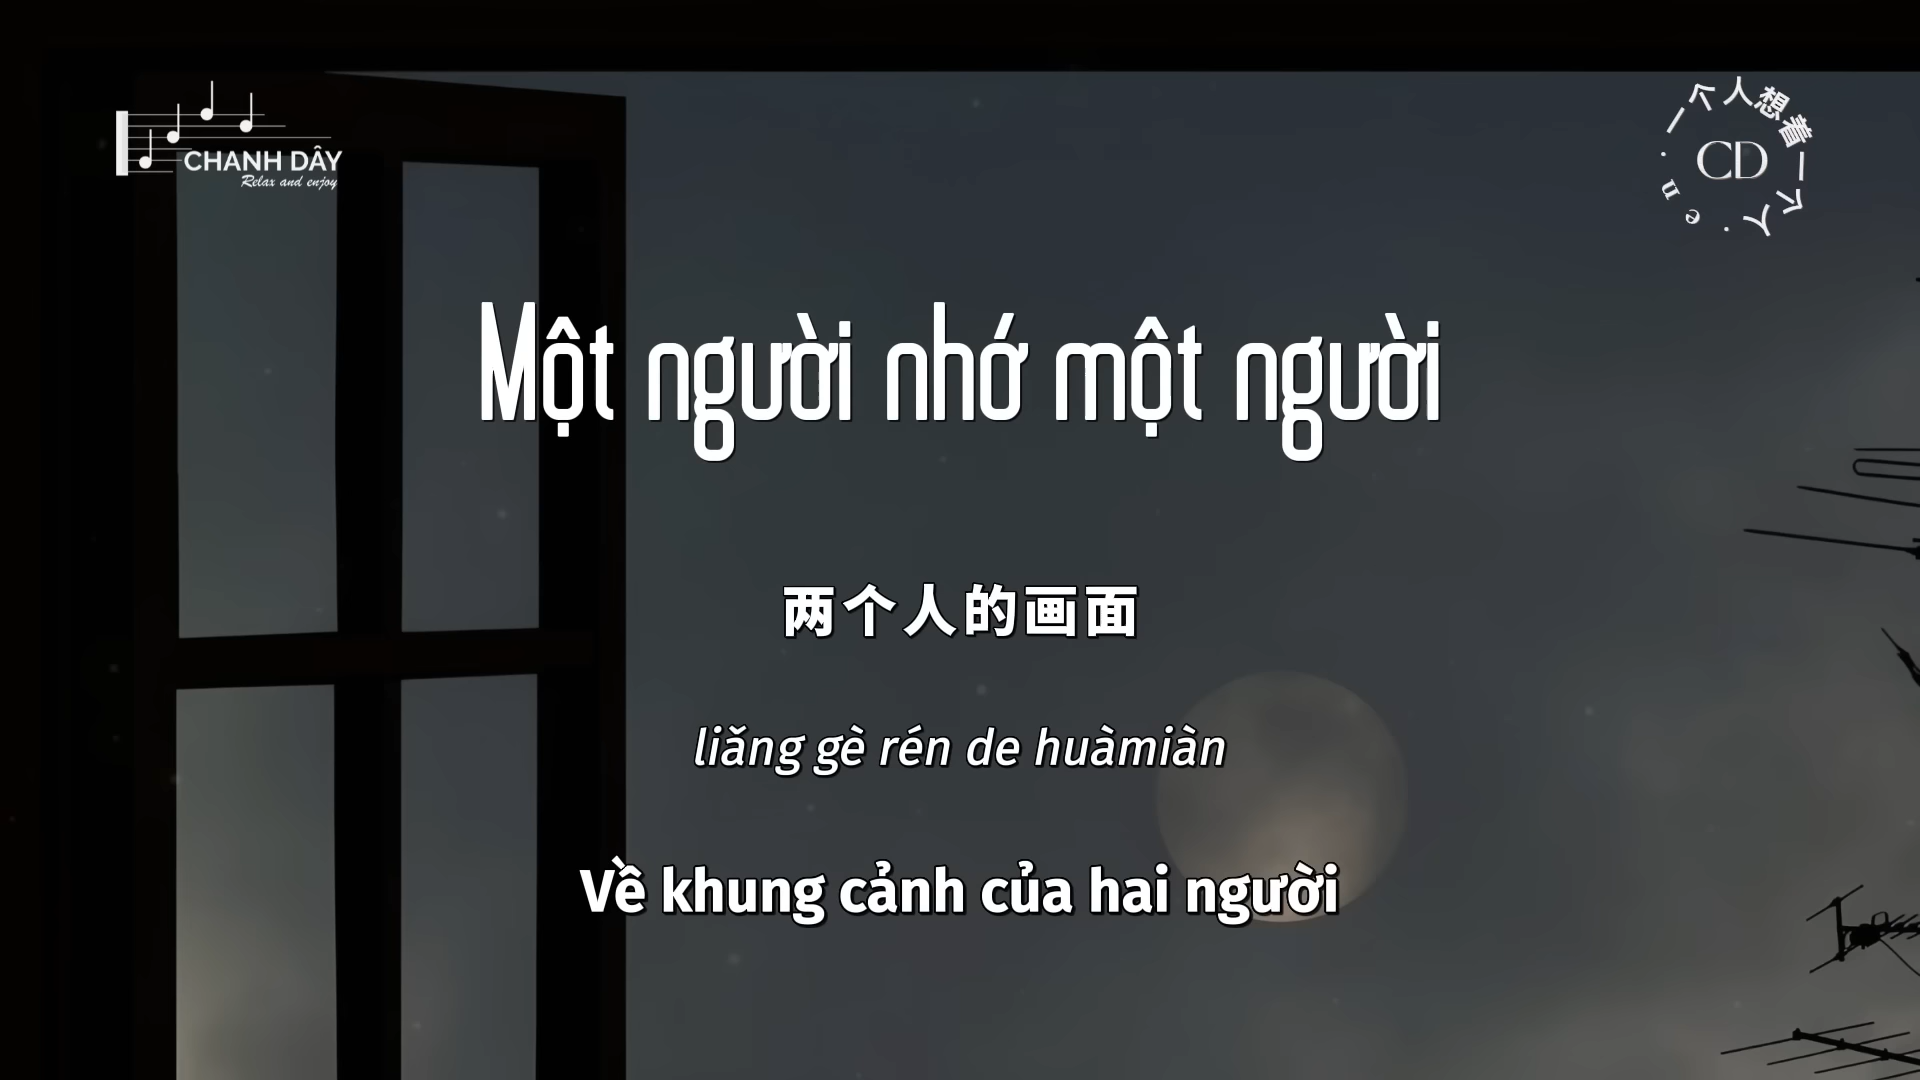 CHANH DÂY
Relax and enjoy
一个人想着一个人 · eu ·
CD
Một người nhớ một người
两个人的画面
liǎng gè rén de huàmiàn
Về khung cảnh của hai người